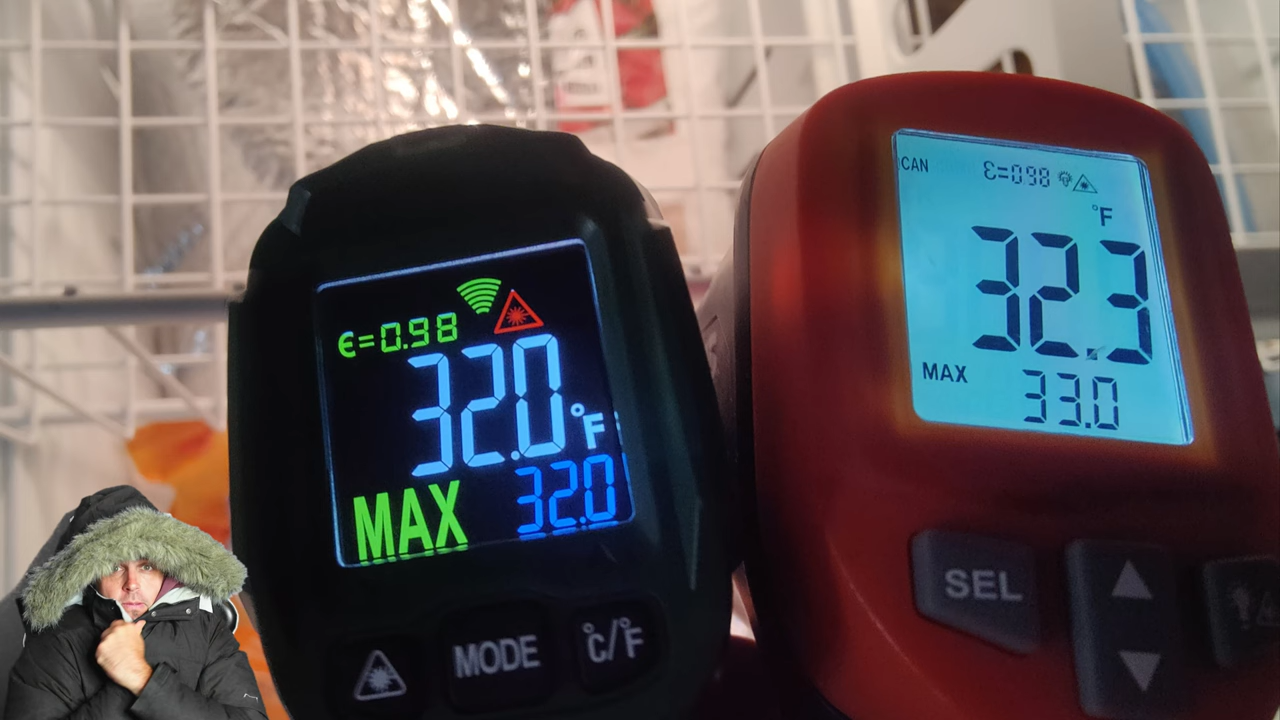 ε=0.98
32.0°F
MAX 32.0
MODE
°C/°F
CAN ε=0.98
°F
32.3
MAX 33.0
SEL